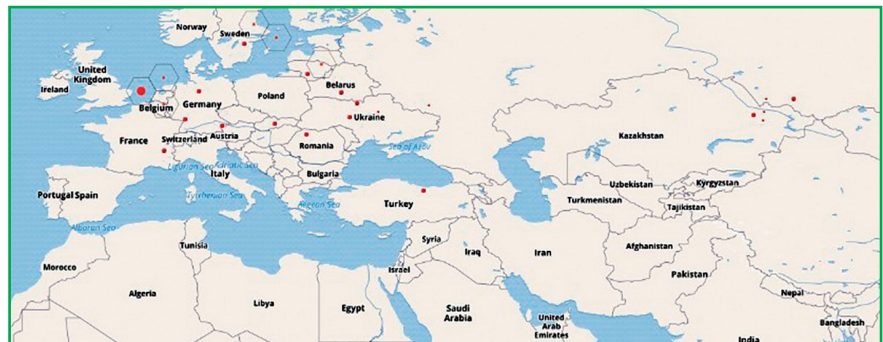 Norway
Sweden
United
Kingdom
Ireland
Belarus
Poland
Belgium
Germany
Ukraine
France
Switzerland
Austria
Kazakhstan
Romania
Sea of Azov
Ligurian Sea
Adriatic Sea
Italy
Bulgaria
Uzbekistan
Kyrgyzstan
Portugal
Spain
Tyrrhenian Sea
Turkmenistan
Turkey
Aegean Sea
Tajikistan
Alboran Sea
Tunisia
Syria
Afghanistan
Iraq
Iran
Morocco
Israel
Pakistan
Algeria
Nepal
Libya
Egypt
Saudi
Arabia
United
Arab
Emirates
Bangladesh
India